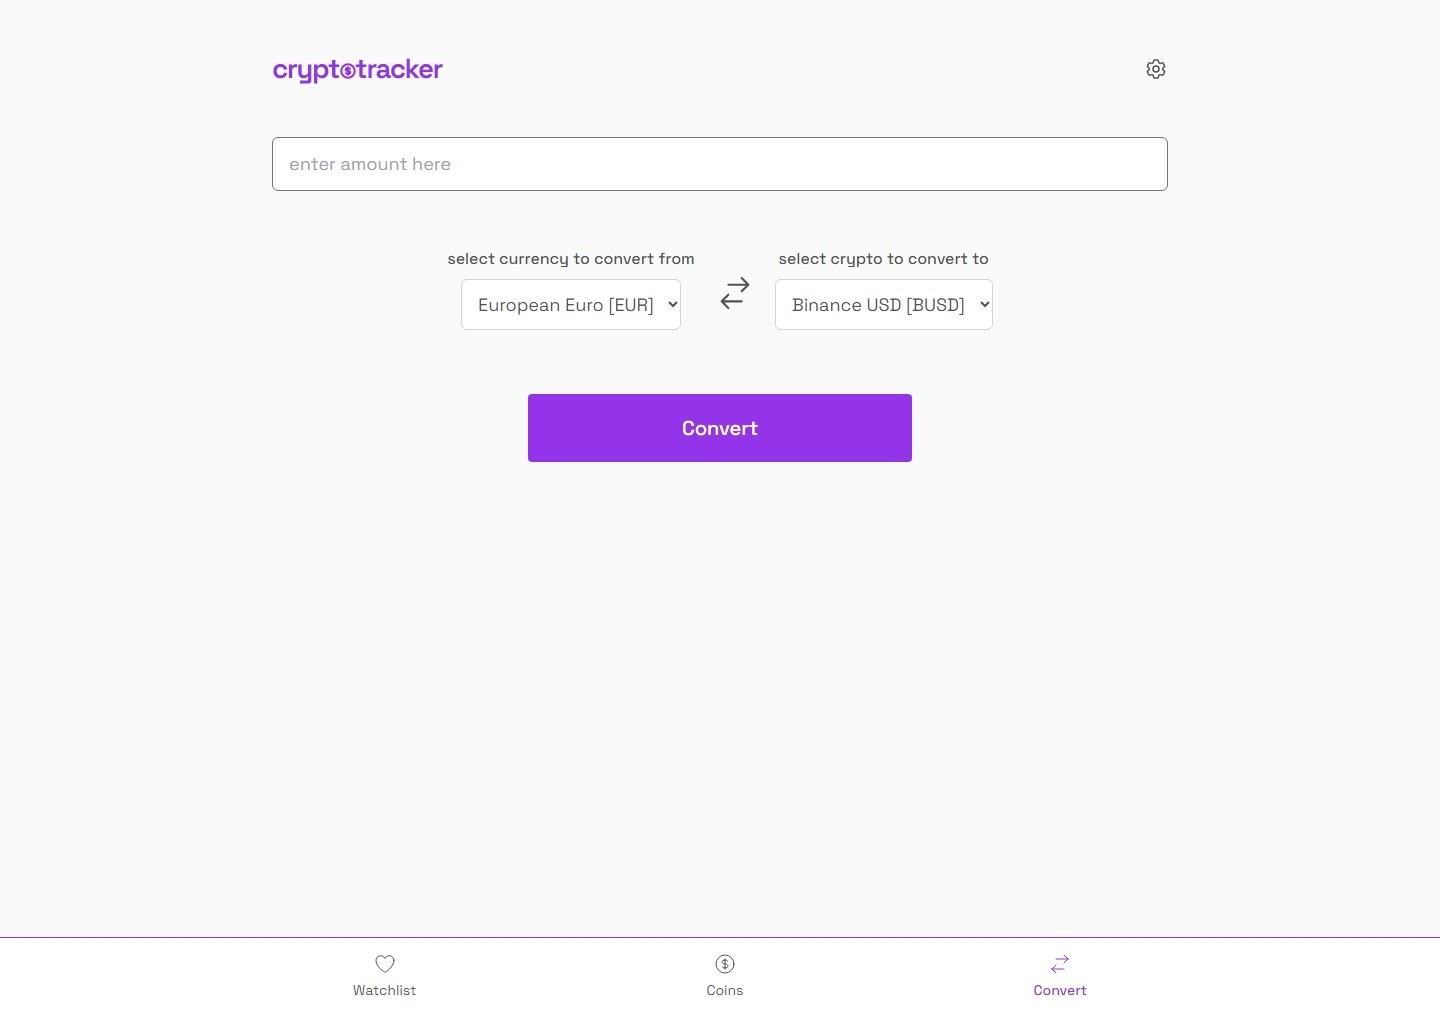 cryptotracker
enter amount here
select currency to convert from
European Euro [EUR]
select crypto to convert to
Binance USD [BUSD]
Convert
Watchlist
Coins
Convert